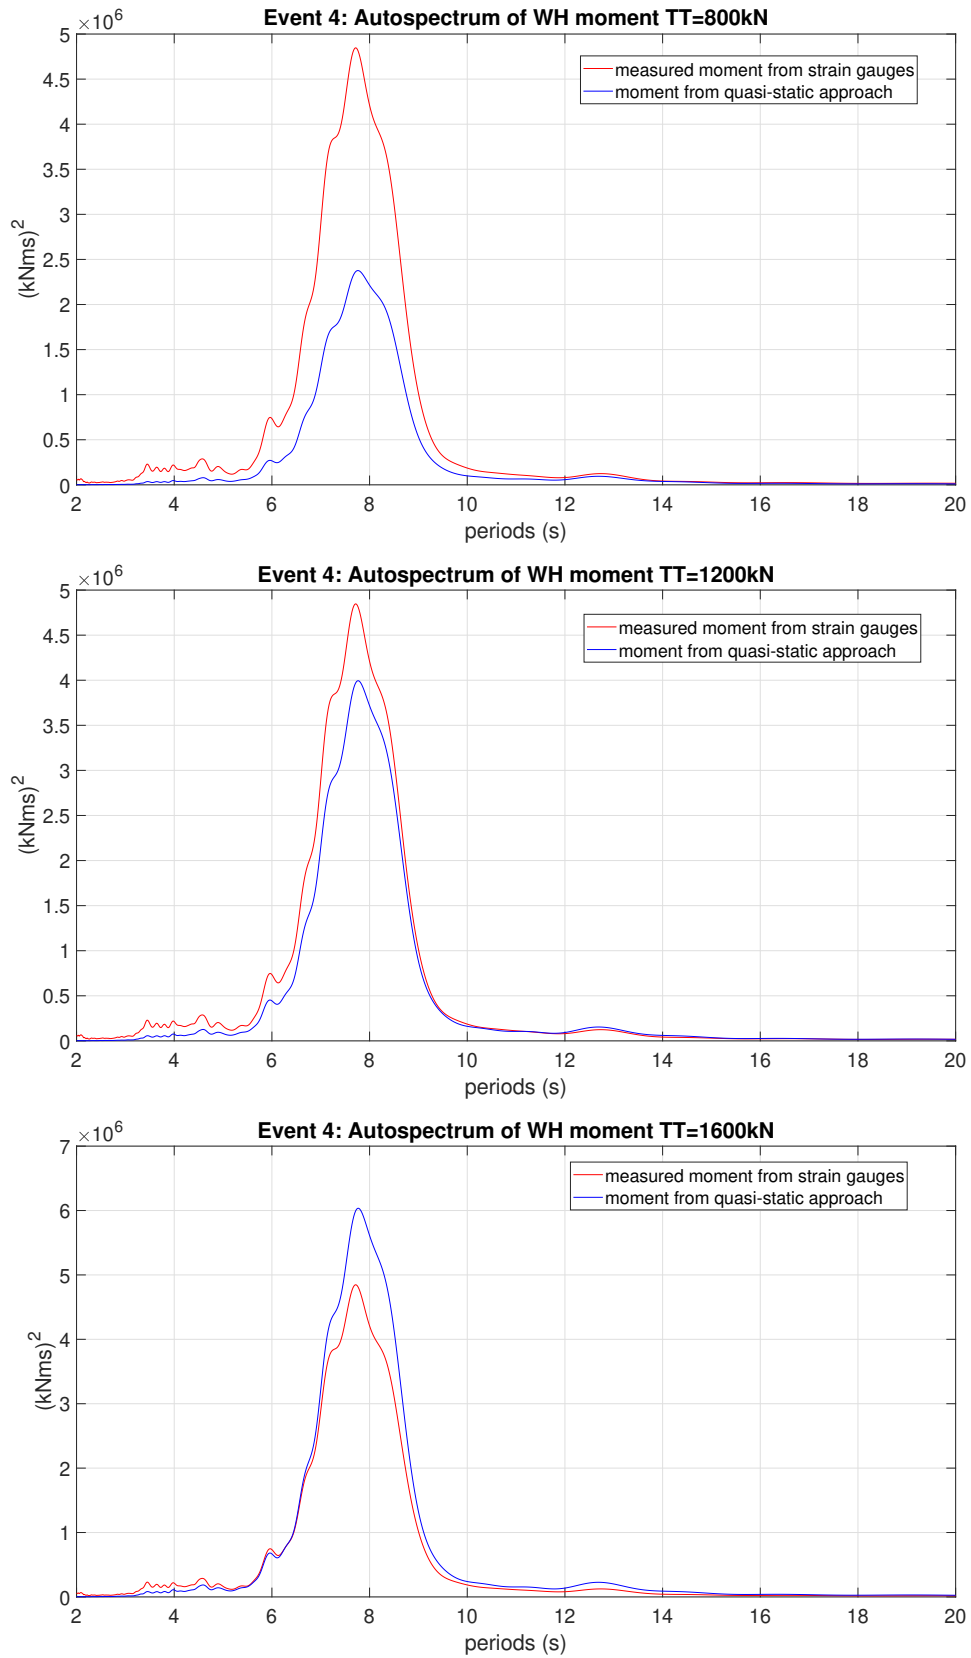 Event 4: Autospectrum of WH moment TT=800kN
×10^6
5
4.5
4
3.5
3
2.5
2
1.5
1
0.5
0
(kNms)^2
measured moment from strain gauges
moment from quasi-static approach
2 4 6 8 10 12 14 16 18 20
periods (s)
Event 4: Autospectrum of WH moment TT=1200kN
×10^6
5
4.5
4
3.5
3
2.5
2
1.5
1
0.5
0
(kNms)^2
measured moment from strain gauges
moment from quasi-static approach
2 4 6 8 10 12 14 16 18 20
periods (s)
Event 4: Autospectrum of WH moment TT=1600kN
×10^6
7
6
5
4
3
2
1
0
(kNms)^2
measured moment from strain gauges
moment from quasi-static approach
2 4 6 8 10 12 14 16 18 20
periods (s)